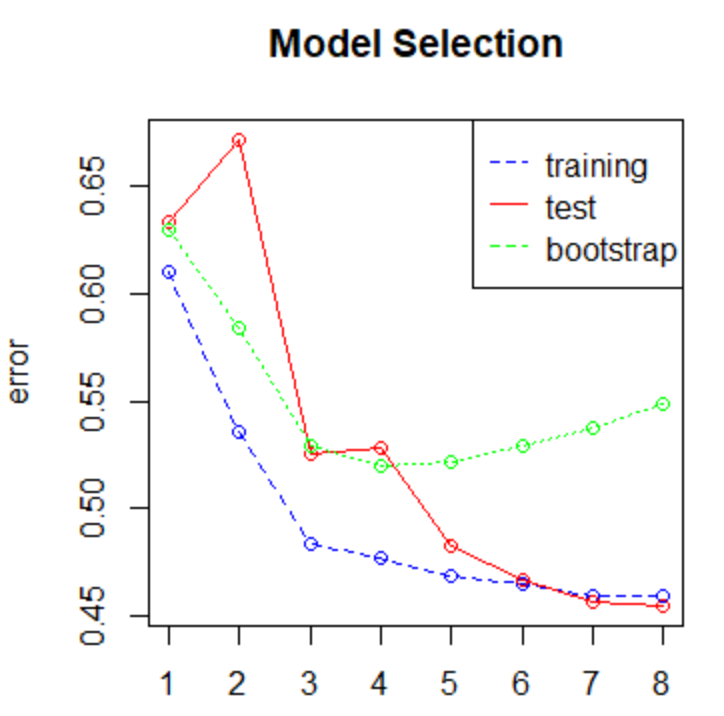 Model Selection
training
test
bootstrap
error
0.65
0.60
0.55
0.50
0.45
1 2 3 4 5 6 7 8